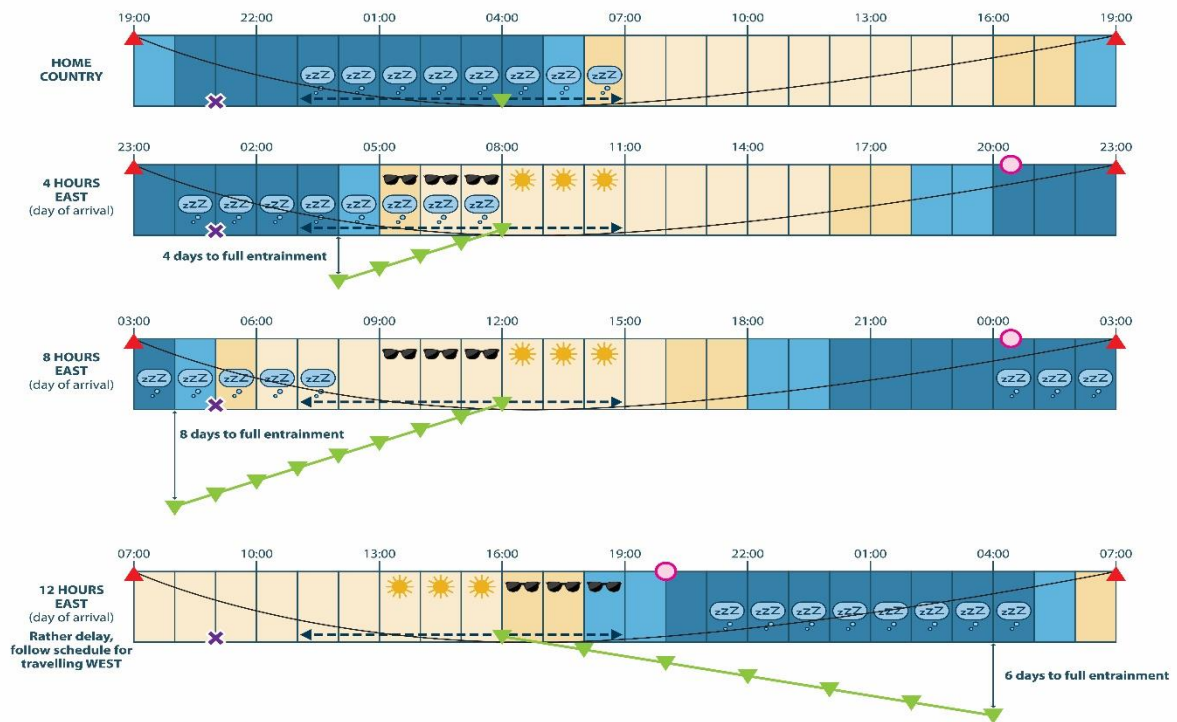 19:00 22:00 01:00 04:00 07:00 10:00 13:00 16:00 19:00
HOME
COUNTRY
zzZ zzZ zzZ zzZ zzZ zzZ zzZ zzZ
23:00 02:00 05:00 08:00 11:00 14:00 17:00 20:00 23:00
4 HOURS
EAST
(day of arrival)
zzZ zzZ zzZ zzZ zzZ zzZ zzZ zzZ
4 days to full entrainment
03:00 06:00 09:00 12:00 15:00 18:00 21:00 00:00 03:00
8 HOURS
EAST
(day of arrival)
zzZ zzZ zzZ zzZ zzZ zzZ zzZ zzZ
8 days to full entrainment
07:00 10:00 13:00 16:00 19:00 22:00 01:00 04:00 07:00
12 HOURS
EAST
(day of arrival)
Rather delay,
follow schedule for
travelling WEST
zzZ zzZ zzZ zzZ zzZ zzZ zzZ zzZ
6 days to full entrainment